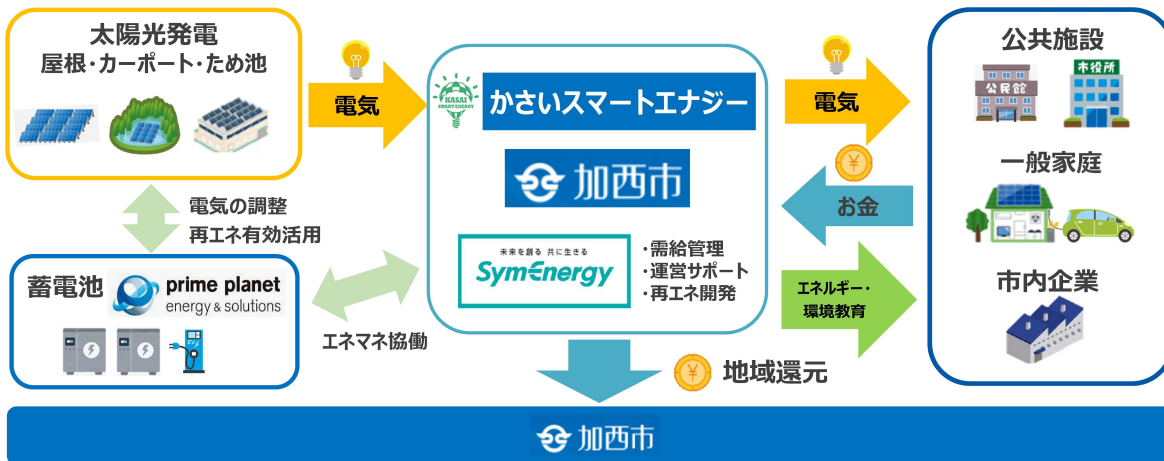 太陽光発電
屋根・カーポート・ため池
電気
KASAI
SMART ENERGY
かさいスマートエナジー
加西市
未来を創る 共に生きる
SymEnergy
・需給管理
・運営サポート
・再エネ開発
電気
お金
エネルギー・
環境教育
公共施設
公民館
市役所
一般家庭
市内企業
電気の調整
再エネ有効活用
蓄電池
prime planet
energy & solutions
EV
エネマネ協働
地域還元
加西市